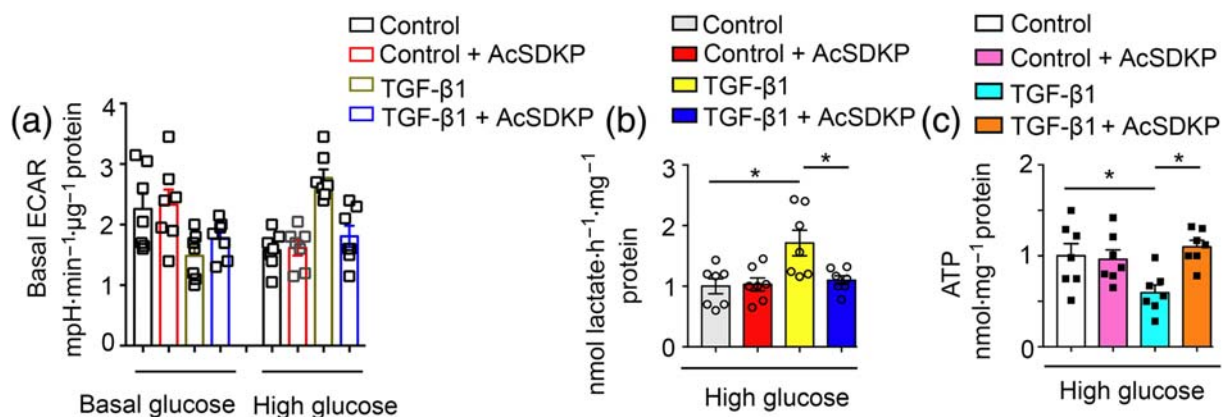 Control
Control + AcSDKP
TGF-β1
TGF-β1 + AcSDKP
Control
Control + AcSDKP
TGF-β1
TGF-β1 + AcSDKP
Control
Control + AcSDKP
TGF-β1
TGF-β1 + AcSDKP
(a)
Basal ECAR
mpH·min⁻¹·µg⁻¹ protein
4
3
2
1
0
Basal glucose
High glucose
(b)
nmol lactate·h⁻¹·mg⁻¹
protein
3
2
1
0
* *
High glucose
(c)
ATP
nmol·mg⁻¹ protein
2
1
0
* *
High glucose